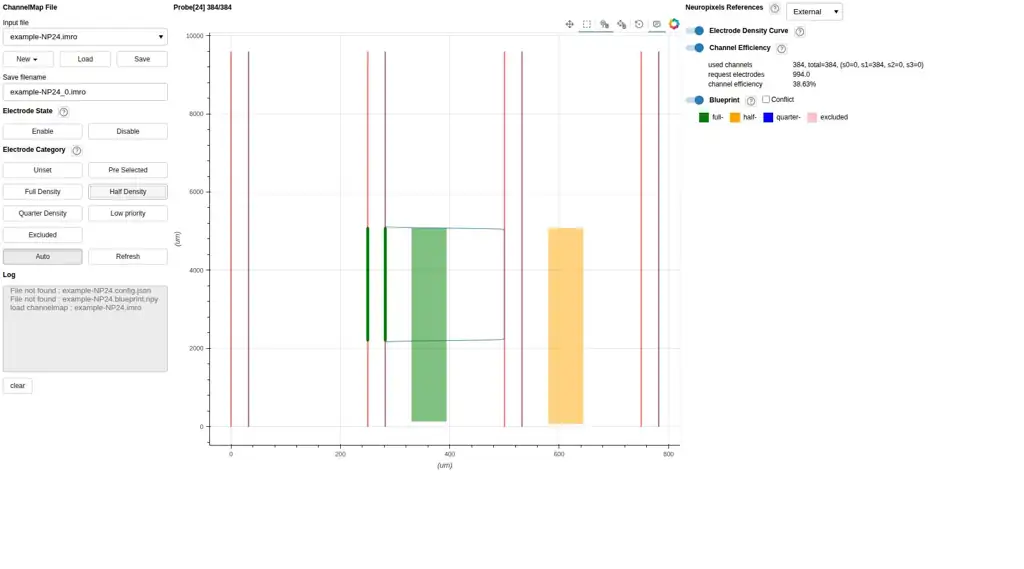 ChannelMap File
Input file
example-NP24.imro
New
Load
Save
Save filename
example-NP24_0.imro
Electrode State ?
Enable
Disable
Electrode Category ?
Unset
Pre Selected
Full Density
Half Density
Quarter Density
Low priority
Excluded
Auto
Refresh
Log
File not found : example-NP24.config.json
File not found : example-NP24.blueprint.npy
load channelmap : example-NP24.imro
clear
Probe[24] 384/384
10000
8000
6000
4000
2000
0
(um)
0
200
400
600
800
(um)
Neuropixels References ? External
Electrode Density Curve ?
Channel Efficiency ?
used channels 384, total=384, (s0=0, s1=384, s2=0, s3=0)
request electrodes 994.0
channel efficiency 38.63%
Blueprint ? Conflict
full- half- quarter- excluded